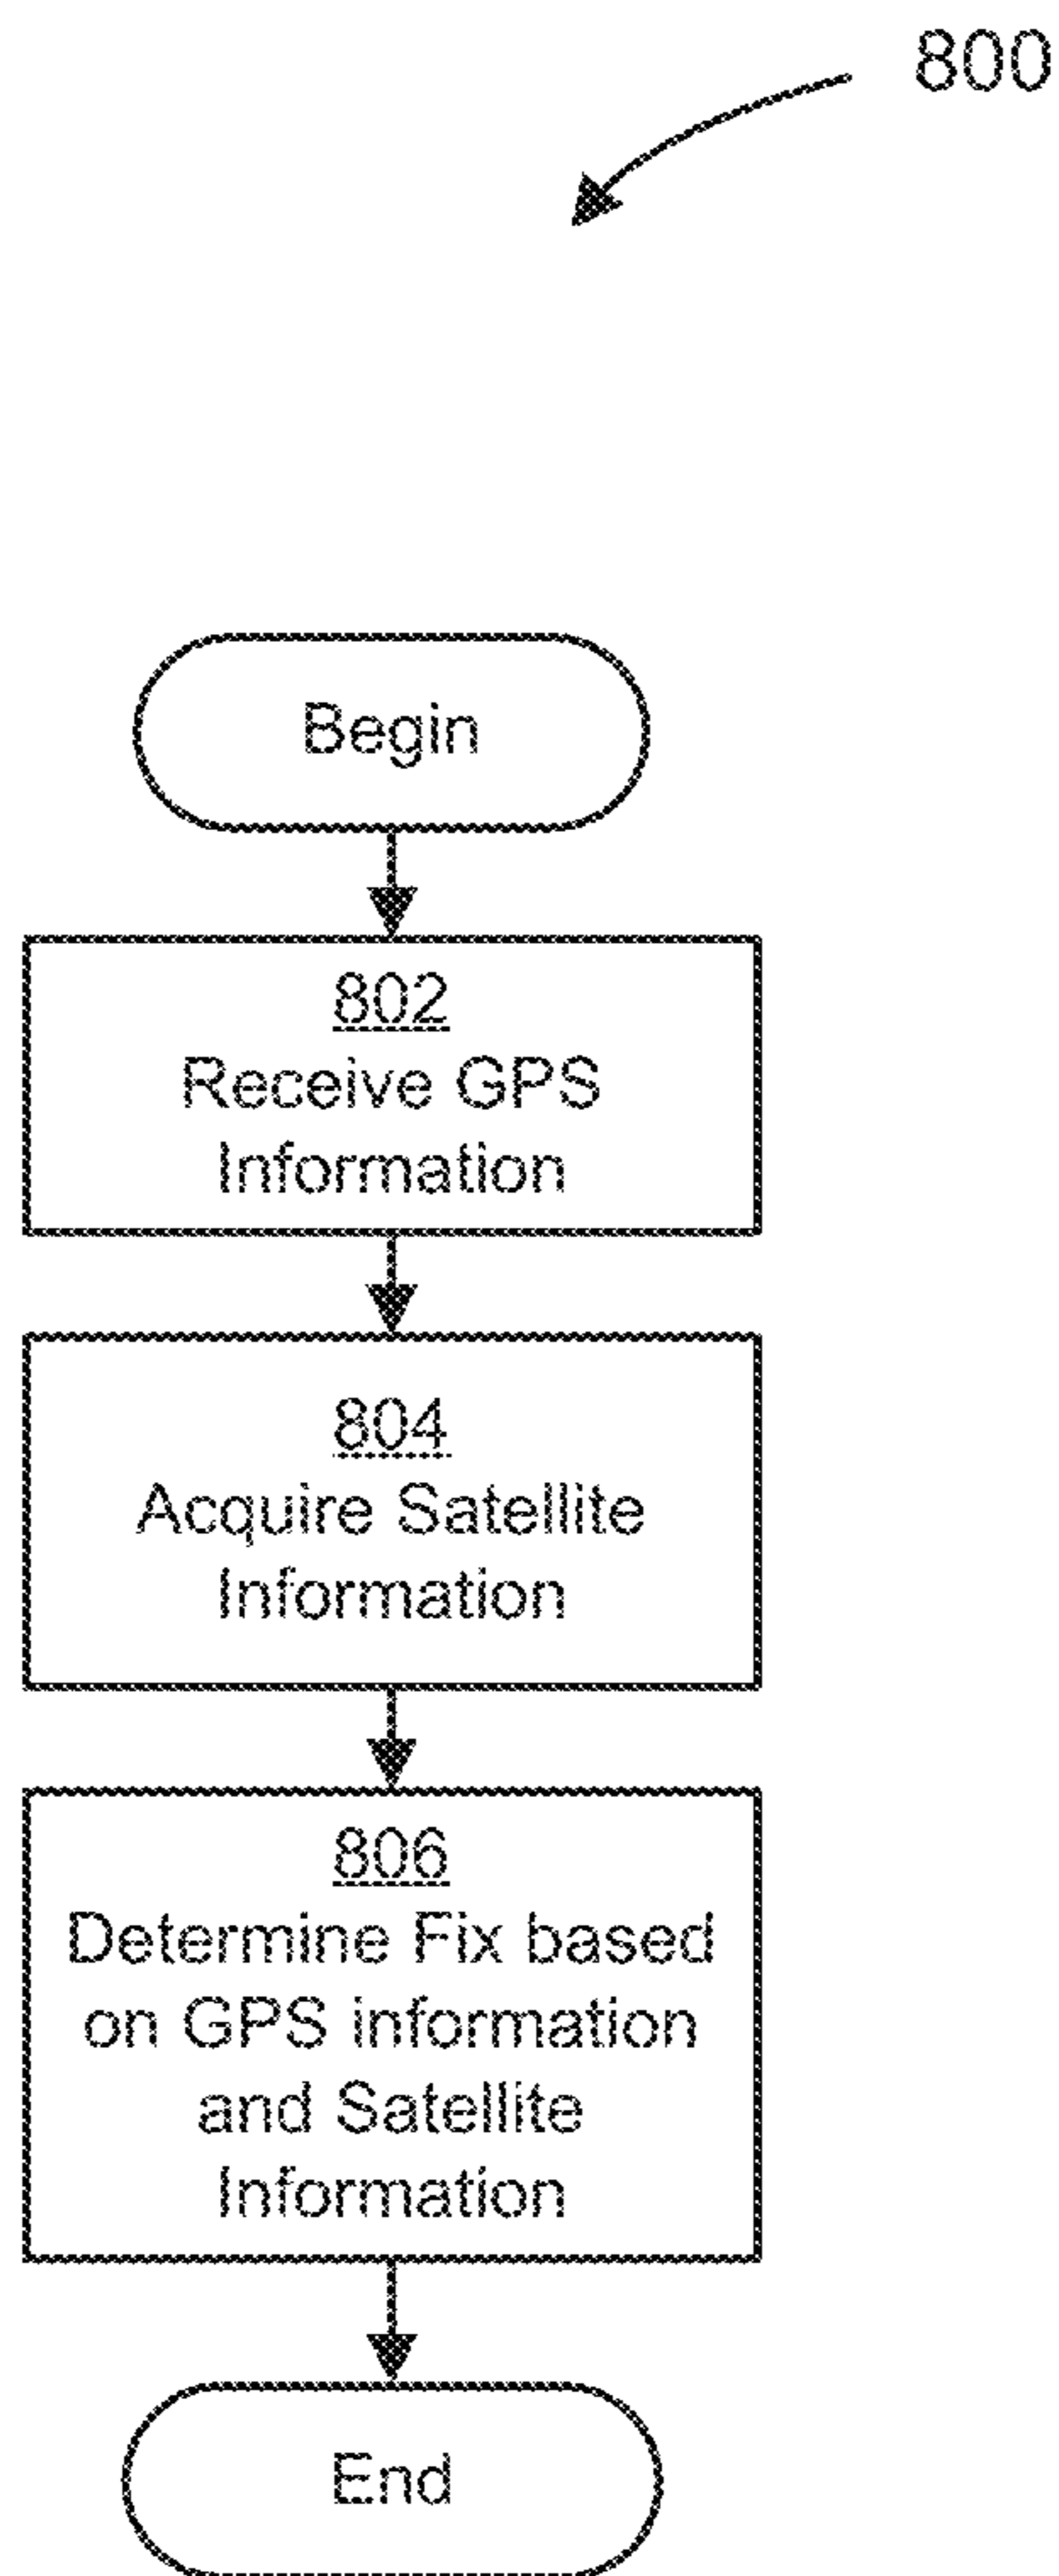 800
Begin
802
Receive GPS
Information
804
Acquire Satellite
Information
806
Determine Fix based
on GPS information
and Satellite
Information
End